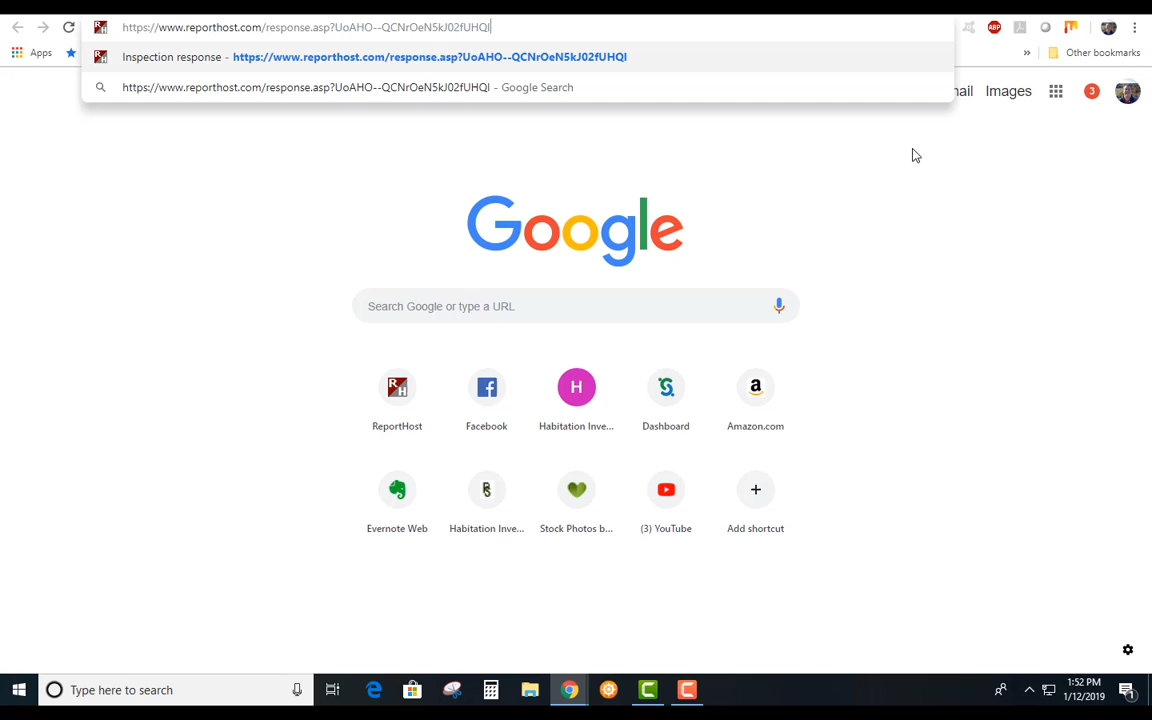 https://www.reporthost.com/response.asp?UoAHO--QCNrOeN5kJ02fUHQI
ABP
Apps
Inspection response - https://www.reporthost.com/response.asp?UoAHO--QCNrOeN5kJ02fUHQI
» Other bookmarks
https://www.reporthost.com/response.asp?UoAHO--QCNrOeN5kJ02fUHQI - Google Search
nail Images 3
Google
Search Google or type a URL
RH H a
ReportHost Facebook Habitation Inve... Dashboard Amazon.com
Evernote Web Habitation Inve... Stock Photos b... (3) YouTube Add shortcut
Type here to search
1:52 PM
1/12/2019
1